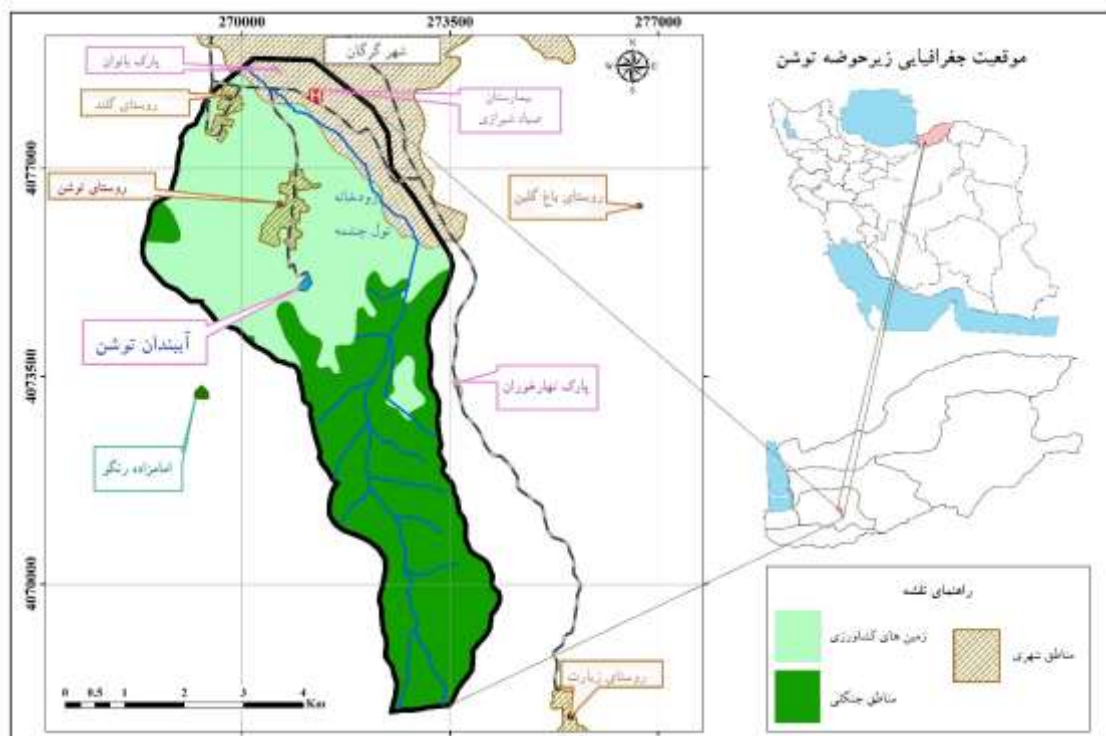 270000
273500
277000
شهر گرگان
موقعیت جغرافیایی زیرحوضه توشن
N
W
E
S
پارک بانوان
روستای گلند
بیمارستان
صیاد شیرازی
H
4077000
روستای توشن
رودخانه
تول چشمه
روستای باغ گلبن
آببندان توشن
4073500
پارک نهارخوران
امامزاده رنگو
4070000
راهنمای نقشه
زمین های کشاورزی
مناطق شهری
مناطق جنگلی
روستای زیارت
0 0.5 1 2 3 4
Km